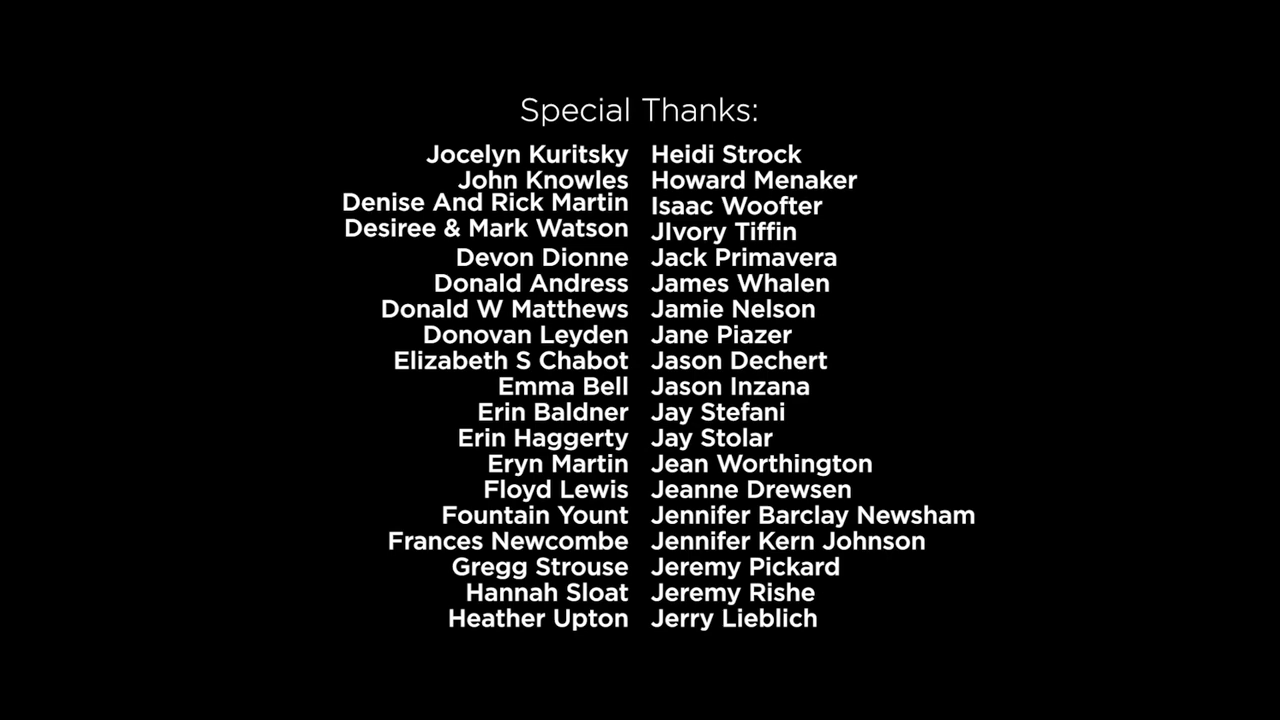 Special Thanks:
Jocelyn Kuritsky
John Knowles
Denise And Rick Martin
Desiree & Mark Watson
Devon Dionne
Donald Andress
Donald W Matthews
Donovan Leyden
Elizabeth S Chabot
Emma Bell
Erin Baldner
Erin Haggerty
Eryn Martin
Floyd Lewis
Fountain Yount
Frances Newcombe
Gregg Strouse
Hannah Sloat
Heather Upton
Heidi Strock
Howard Menaker
Isaac Woofter
JIvory Tiffin
Jack Primavera
James Whalen
Jamie Nelson
Jane Piazer
Jason Dechert
Jason Inzana
Jay Stefani
Jay Stolar
Jean Worthington
Jeanne Drewsen
Jennifer Barclay Newsham
Jennifer Kern Johnson
Jeremy Pickard
Jeremy Rishe
Jerry Lieblich